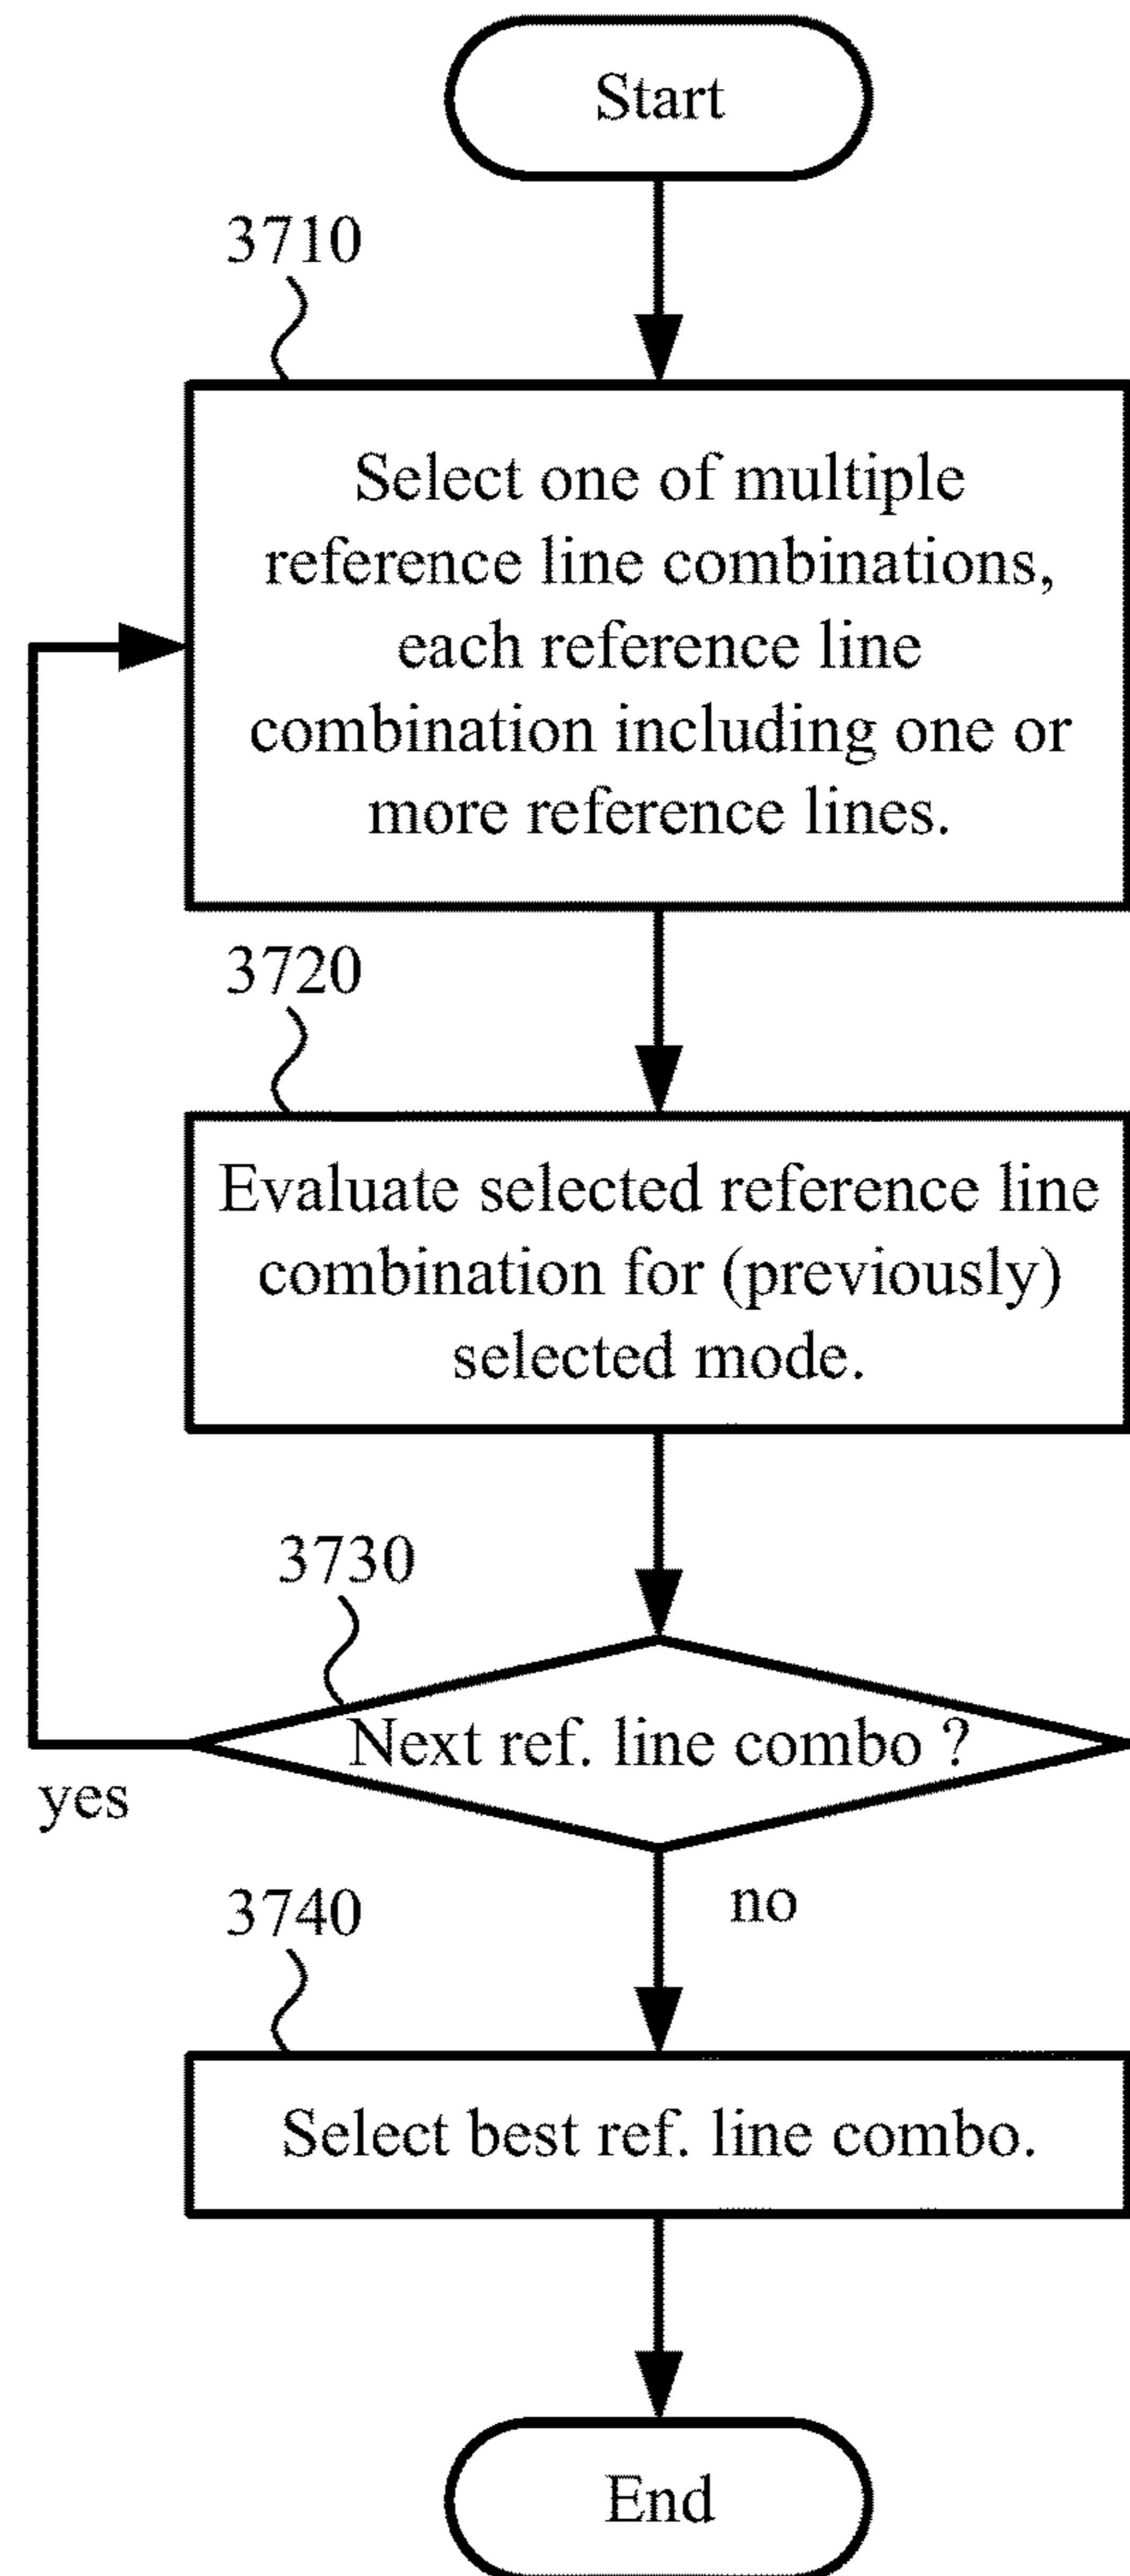 Start
3710
Select one of multiple
reference line combinations,
each reference line
combination including one or
more reference lines.
3720
Evaluate selected reference line
combination for (previously)
selected mode.
3730
Next ref. line combo ?
yes
no
3740
Select best ref. line combo.
End